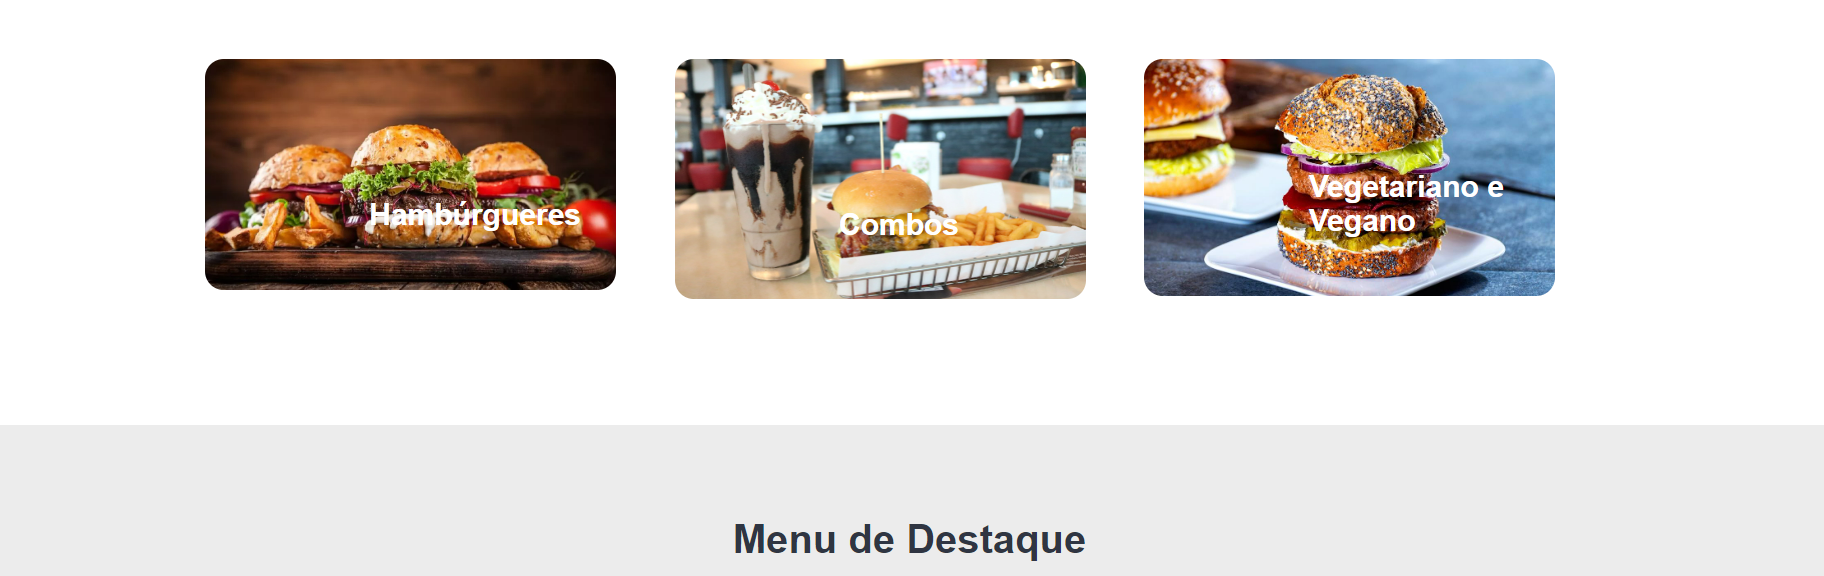 Hambúrgueres
Combos
Vegetariano e
Vegano
Menu de Destaque